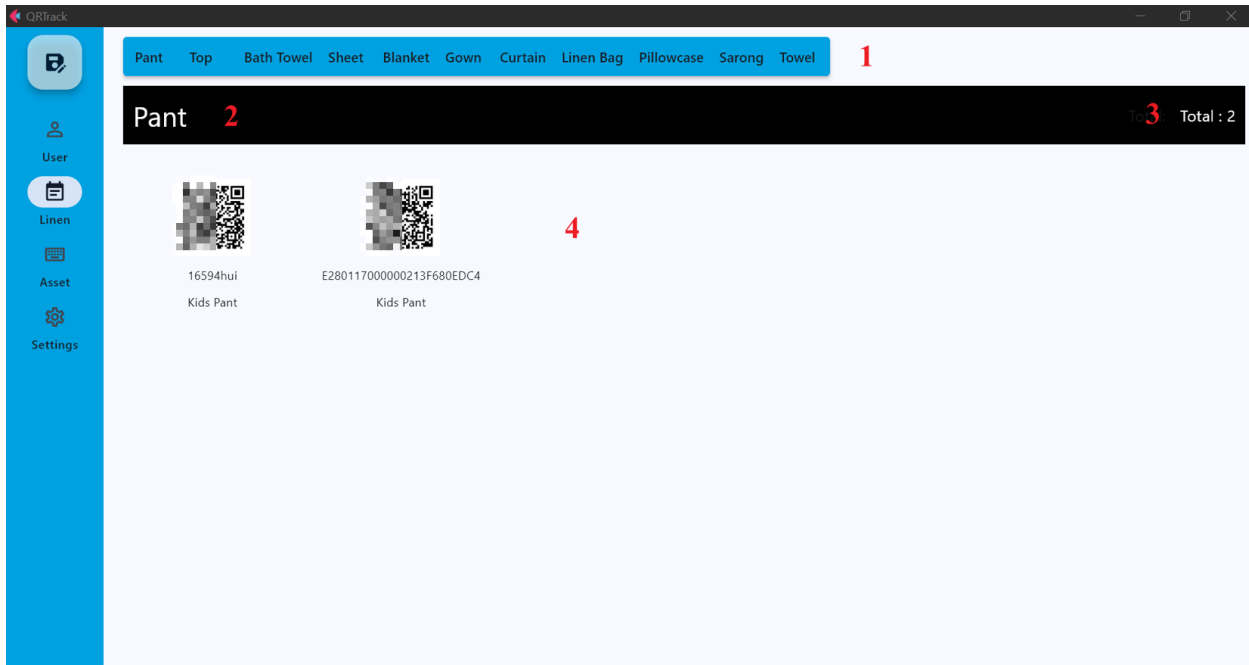 QRTrack
Pant Top Bath Towel Sheet Blanket Gown Curtain Linen Bag Pillowcase Sarong Towel 1
Pant 2 3 Total : 2
User
Linen
Asset
Settings
4
16594hui E280117000000213F680EDC4
Kids Pant Kids Pant